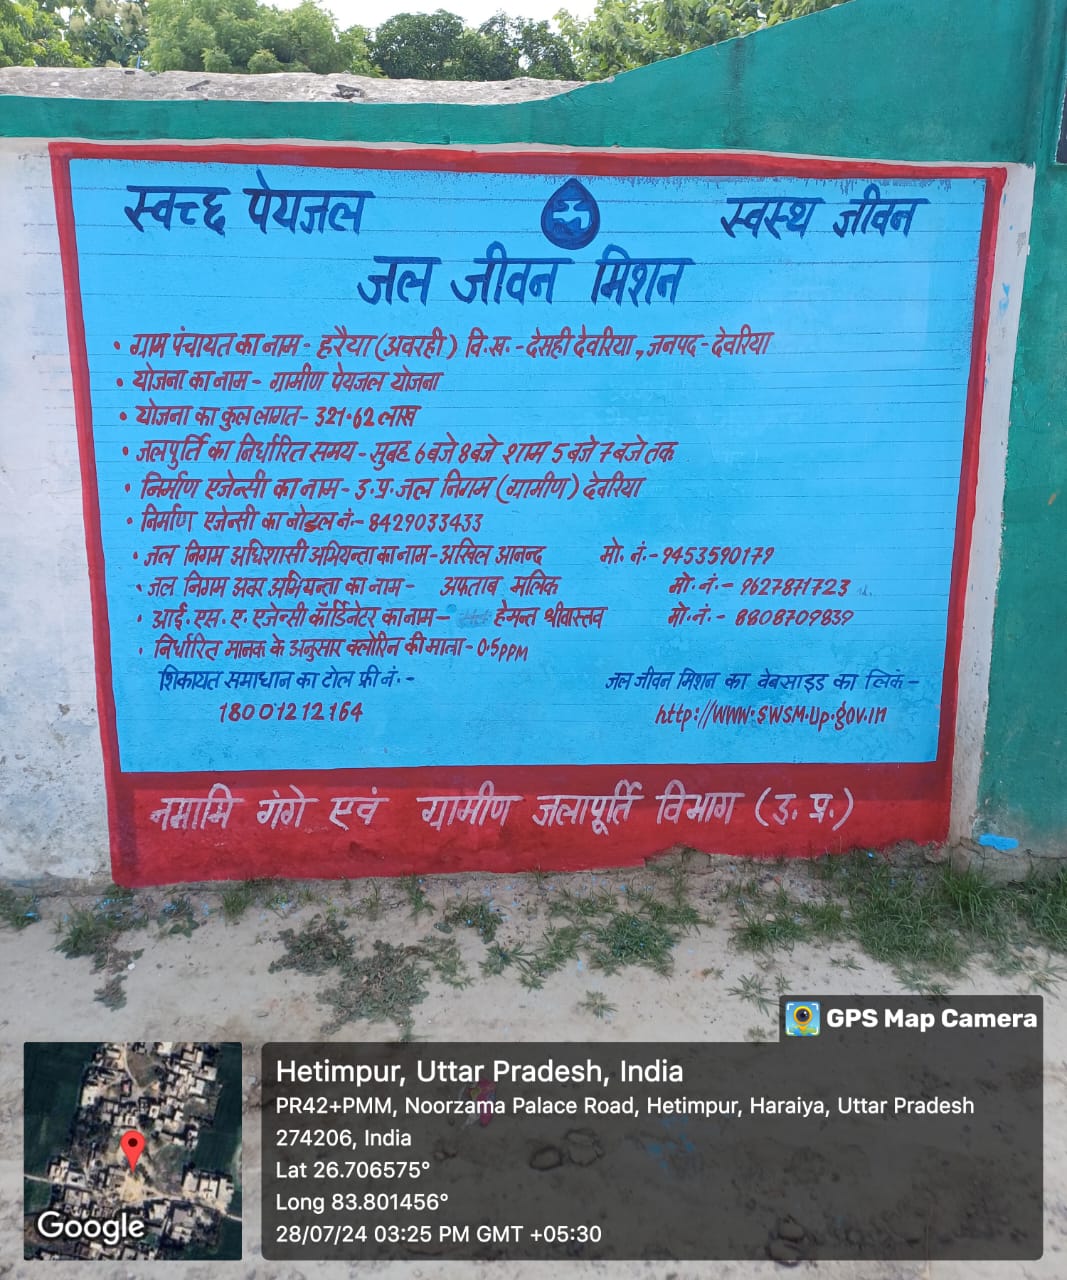 स्वच्छ पेयजल
स्वस्थ जीवन
जल जीवन मिशन
• ग्राम पंचायत का नाम - हरैया (अवरही) वि.ख. - देसही देवरिया, जनपद - देवरिया
• योजना का नाम - ग्रामीण पेयजल योजना
• योजना का कुल लागत - 321.62 लाख
• जलपुर्ति का निर्धारित समय - सुबह 6 बजे 8 बजे शाम 5 बजे 7 बजे तक
• निर्माण एजेन्सी का नाम - उ.प्र. जल निगम (ग्रामीण) देवरिया
• निर्माण एजेन्सी का नोडल नं. - 8429033433
• जल निगम अधिशासी अभियन्ता का नाम - अखिल आनन्द मो. नं. - 9453590179
• जल निगम अवर अभियन्ता का नाम - अफताब मलिक मो. नं. - 9627871723
• आई. एस. ए. एजेन्सी कॉर्डिनेटर का नाम - हेमन्त श्रीवास्तव मो. नं. - 8808709839
• निर्धारित मानक के अनुसार क्लोरिन की मात्रा - 0.5 PPM
शिकायत समाधान का टोल फ्री नं. -
18001212164
जल जीवन मिशन का वेबसाइड का लिकं -
http://www.swsm.up.gov.in
नमामि गंगे एवं ग्रामीण जलापूर्ति विभाग (उ. प्र.)
GPS Map Camera
Hetimpur, Uttar Pradesh, India
PR42+PMM, Noorzama Palace Road, Hetimpur, Haraiya, Uttar Pradesh
274206, India
Lat 26.706575°
Long 83.801456°
28/07/24 03:25 PM GMT +05:30
Google